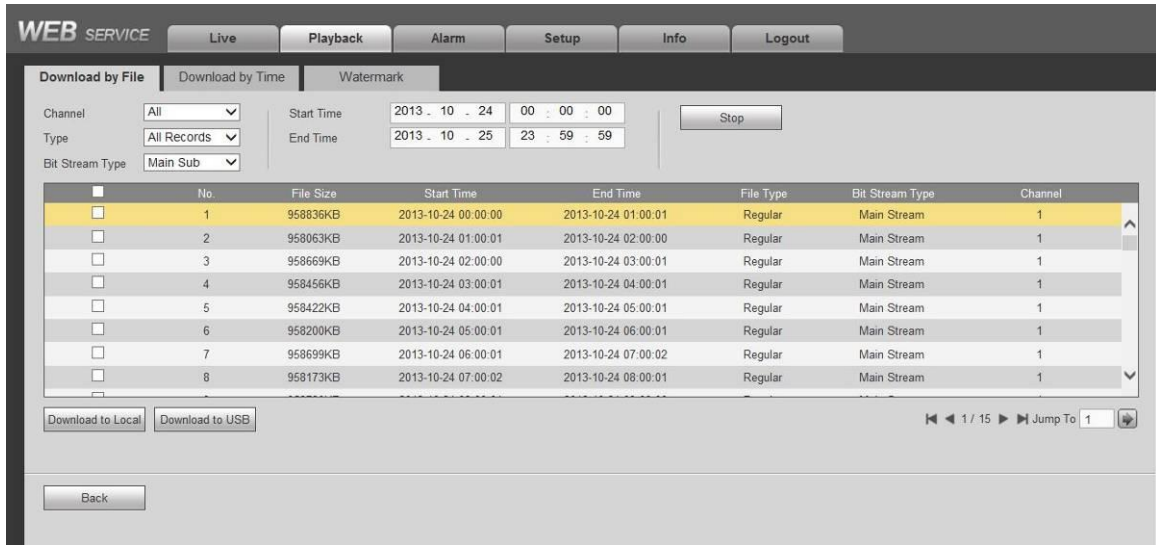 WEB SERVICE Live Playback Alarm Setup Info Logout
Download by File Download by Time Watermark
Channel All Start Time 2013 . 10 . 24 00 : 00 : 00 Stop
Type All Records End Time 2013 . 10 . 25 23 : 59 : 59
Bit Stream Type Main Sub
No. File Size Start Time End Time File Type Bit Stream Type Channel
1 958836KB 2013-10-24 00:00:00 2013-10-24 01:00:01 Regular Main Stream 1
2 958063KB 2013-10-24 01:00:01 2013-10-24 02:00:00 Regular Main Stream 1
3 958669KB 2013-10-24 02:00:00 2013-10-24 03:00:01 Regular Main Stream 1
4 958456KB 2013-10-24 03:00:01 2013-10-24 04:00:01 Regular Main Stream 1
5 958422KB 2013-10-24 04:00:01 2013-10-24 05:00:01 Regular Main Stream 1
6 958200KB 2013-10-24 05:00:01 2013-10-24 06:00:01 Regular Main Stream 1
7 958699KB 2013-10-24 06:00:01 2013-10-24 07:00:02 Regular Main Stream 1
8 958173KB 2013-10-24 07:00:02 2013-10-24 08:00:01 Regular Main Stream 1
Download to Local Download to USB 1 / 15 Jump To 1
Back